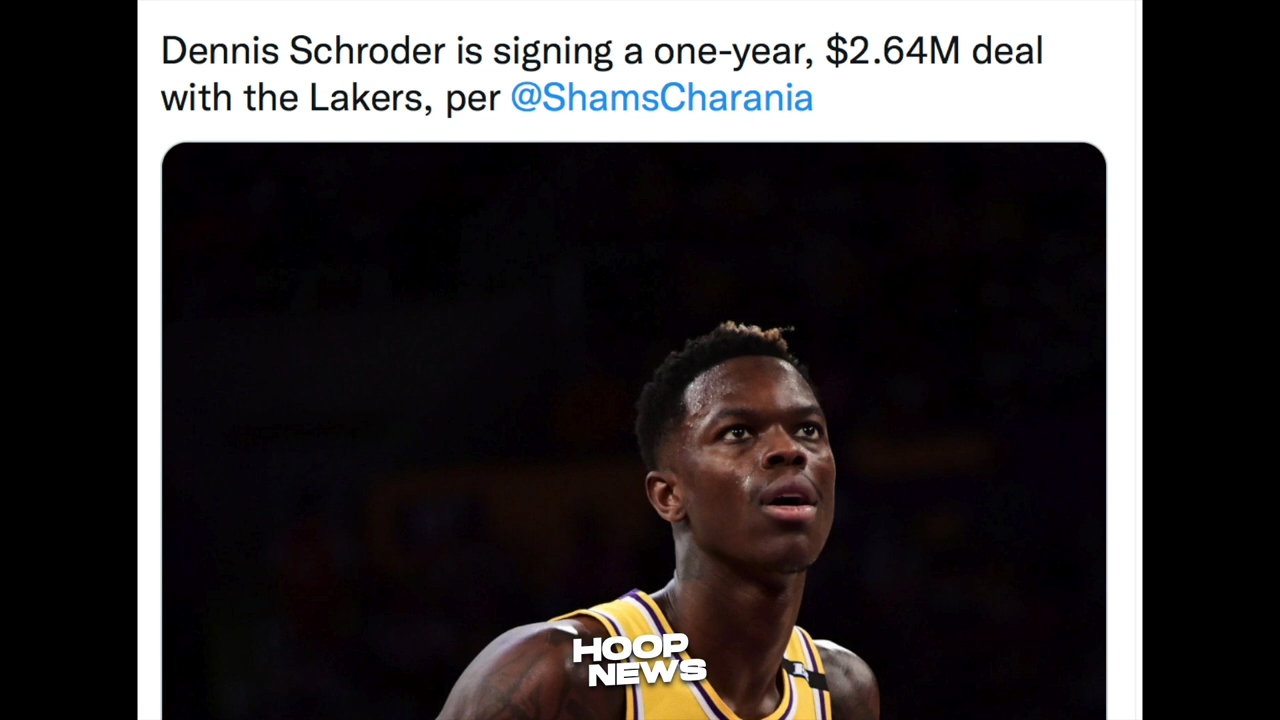 Dennis Schroder is signing a one-year, $2.64M deal
with the Lakers, per @ShamsCharania
HOOP
NEWS